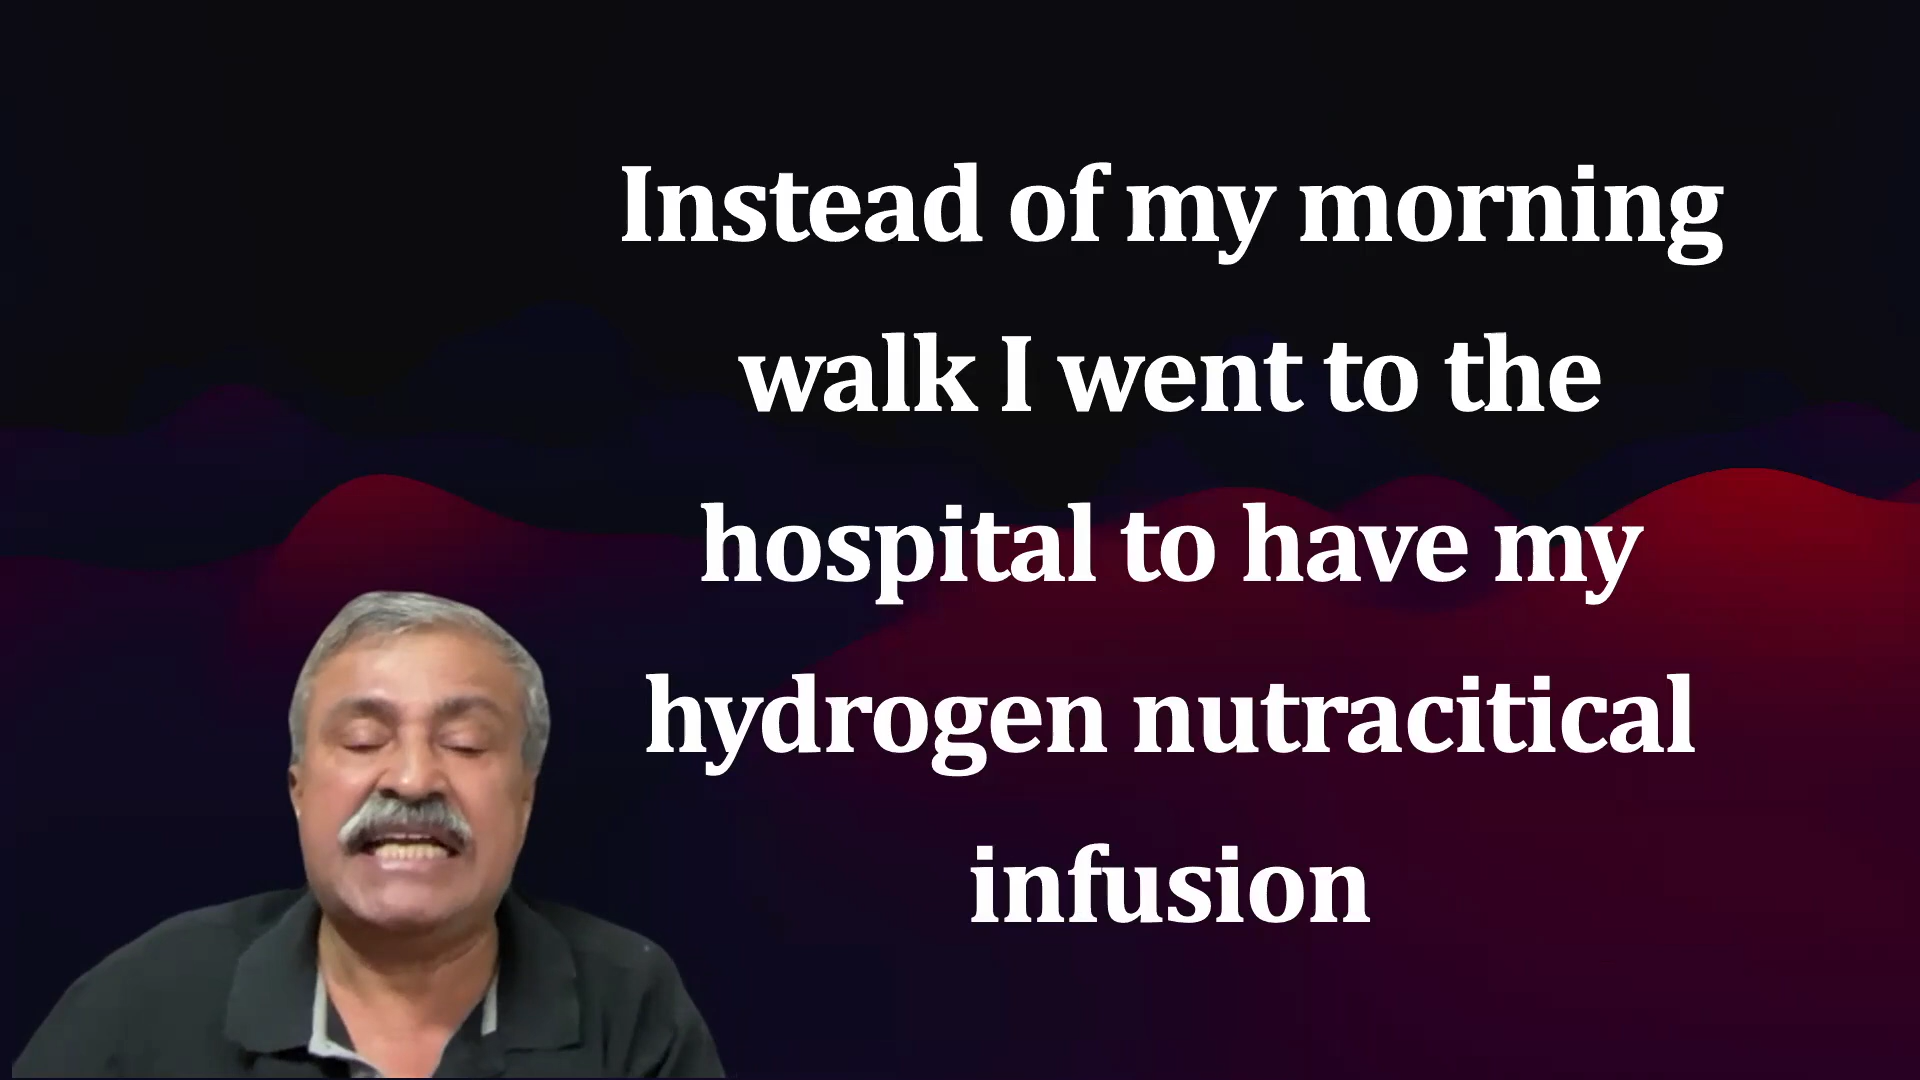 Instead of my morning
walk I went to the
hospital to have my
hydrogen nutracitical
infusion